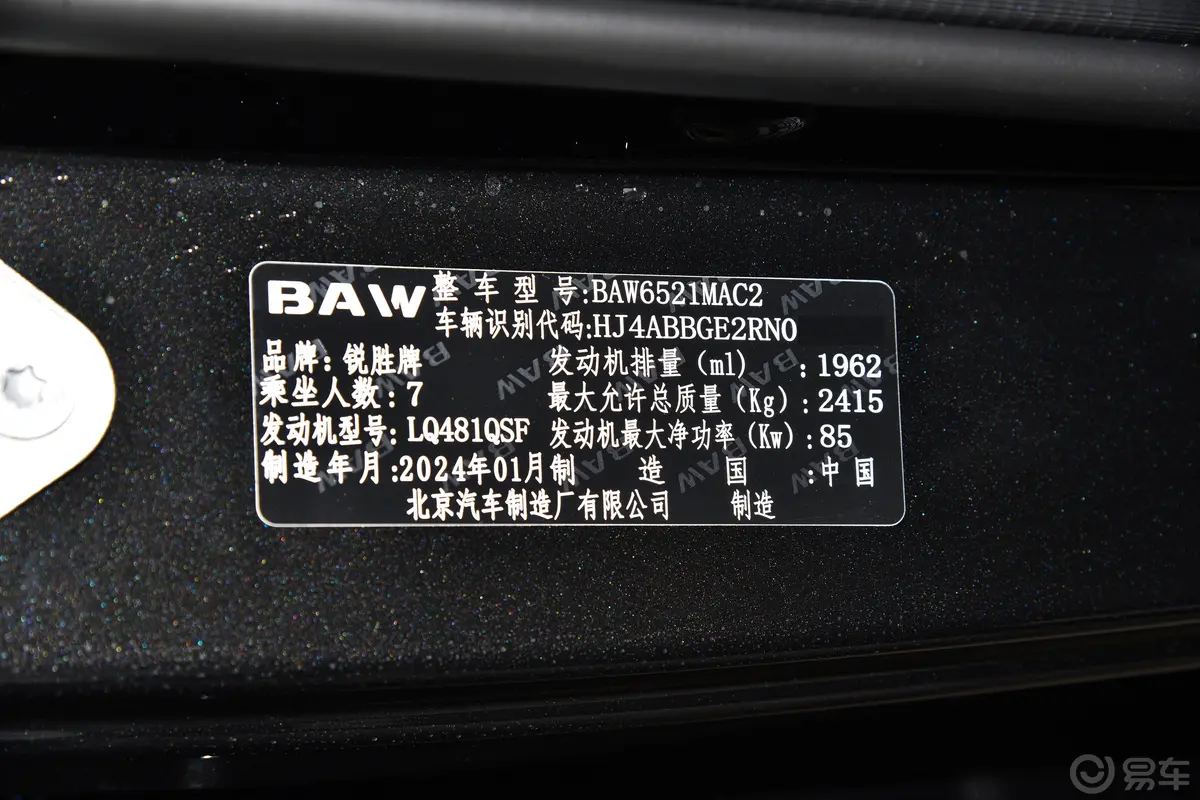 BAW 整车型号:BAW6521MAC2
车辆识别代码:HJ4ABBGE2RN0
品牌:锐胜牌 发动机排量(ml):1962
乘坐人数:7 最大允许总质量(Kg):2415
发动机型号:LQ481QSF 发动机最大净功率(Kw):85
制造年月:2024年01月 制造国:中国
北京汽车制造厂有限公司 制造
易车